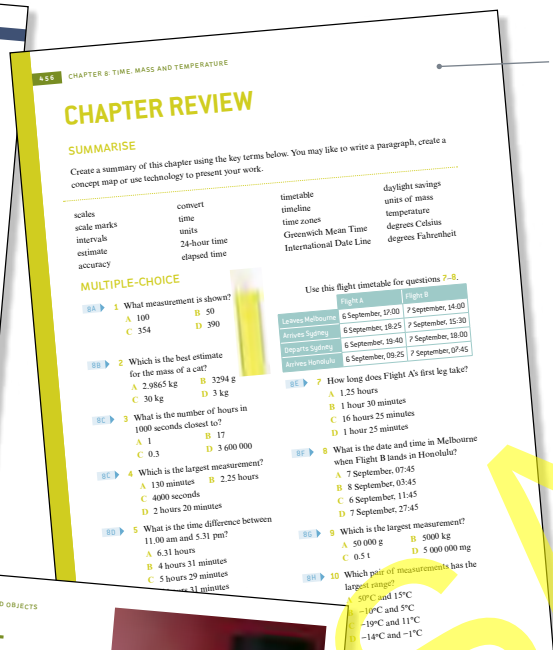 456 CHAPTER 8: TIME, MASS AND TEMPERATURE
CHAPTER REVIEW
SUMMARISE
Create a summary of this chapter using the key terms below. You may like to write a paragraph, create a
concept map or use technology to present your work.
scales
scale marks
intervals
estimate
accuracy
convert
time
units
24-hour time
elapsed time
timetable
timeline
time zones
Greenwich Mean Time
International Date Line
daylight savings
units of mass
temperature
degrees Celsius
degrees Fahrenheit
MULTIPLE-CHOICE
8A 1 What measurement is shown?
A 100 B 50
C 354 D 390
8B 2 Which is the best estimate
for the mass of a cat?
A 2.9865 kg B 3294 g
C 30 kg D 3 kg
8C 3 What is the number of hours in
1000 seconds closest to?
A 1 B 17
C 0.3 D 3 600 000
8C 4 Which is the largest measurement?
A 130 minutes B 2.25 hours
C 4000 seconds
D 2 hours 20 minutes
8D 5 What is the time difference between
11.00 am and 5.31 pm?
A 6.31 hours
B 4 hours 31 minutes
C 5 hours 29 minutes
31 minutes
Use this flight timetable for questions 7–8.
Flight A Flight B
Leaves Melbourne 6 September, 17:00 7 September, 14:00
Arrives Sydney 6 September, 18:25 7 September, 15:30
Departs Sydney 6 September, 19:40 7 September, 18:00
Arrives Honolulu 6 September, 09:25 7 September, 07:45
8E 7 How long does Flight A's first leg take?
A 1.25 hours
B 1 hour 30 minutes
C 16 hours 25 minutes
D 1 hour 25 minutes
8F 8 What is the date and time in Melbourne
when Flight B lands in Honolulu?
A 7 September, 07:45
B 8 September, 03:45
C 6 September, 11:45
D 7 September, 27:45
8G 9 Which is the largest measurement?
A 50 000 g B 5000 kg
C 0.5 t D 5 000 000 mg
8H 10 Which pair of measurements has the
largest range?
A 50°C and 15°C
−10°C and 5°C
−19°C and 11°C
D −14°C and −1°C
OBJECTS